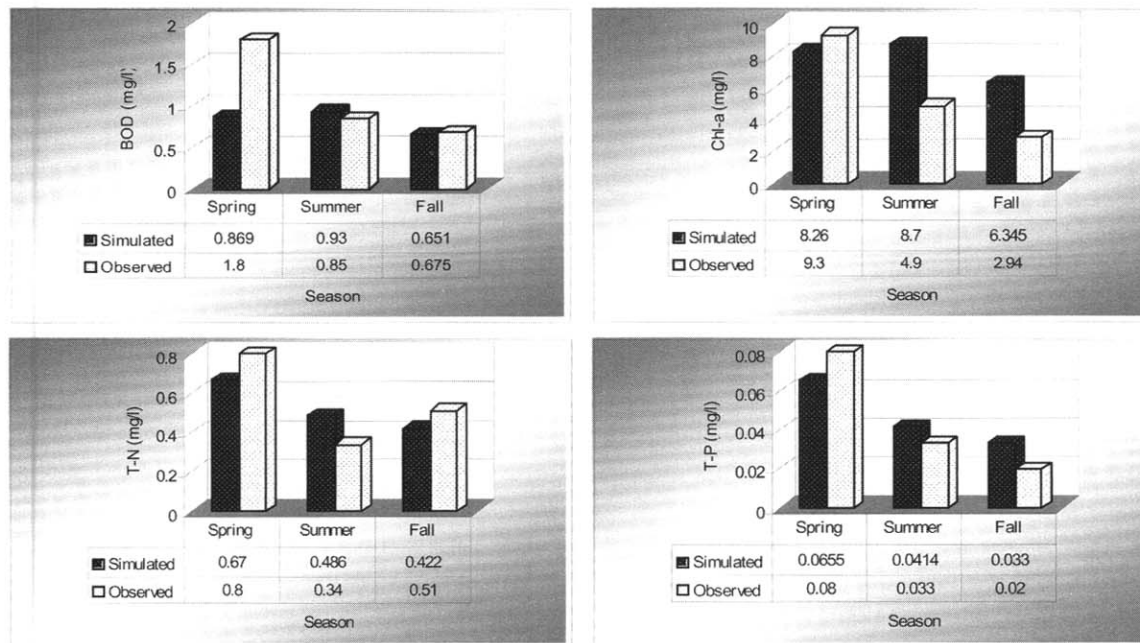 2
1.5
1
0.5
0
BOD (mg/l)
Spring Summer Fall
Simulated 0.869 0.93 0.651
Observed 1.8 0.85 0.675
Season
10
8
6
4
2
0
Chl-a (mg/l)
Spring Summer Fall
Simulated 8.26 8.7 6.345
Observed 9.3 4.9 2.94
Season
0.8
0.6
0.4
0.2
0
T-N (mg/l)
Spring Summer Fall
Simulated 0.67 0.486 0.422
Observed 0.8 0.34 0.51
Season
0.08
0.06
0.04
0.02
0
T-P (mg/l)
Spring Summer Fall
Simulated 0.0655 0.0414 0.033
Observed 0.08 0.033 0.02
Season